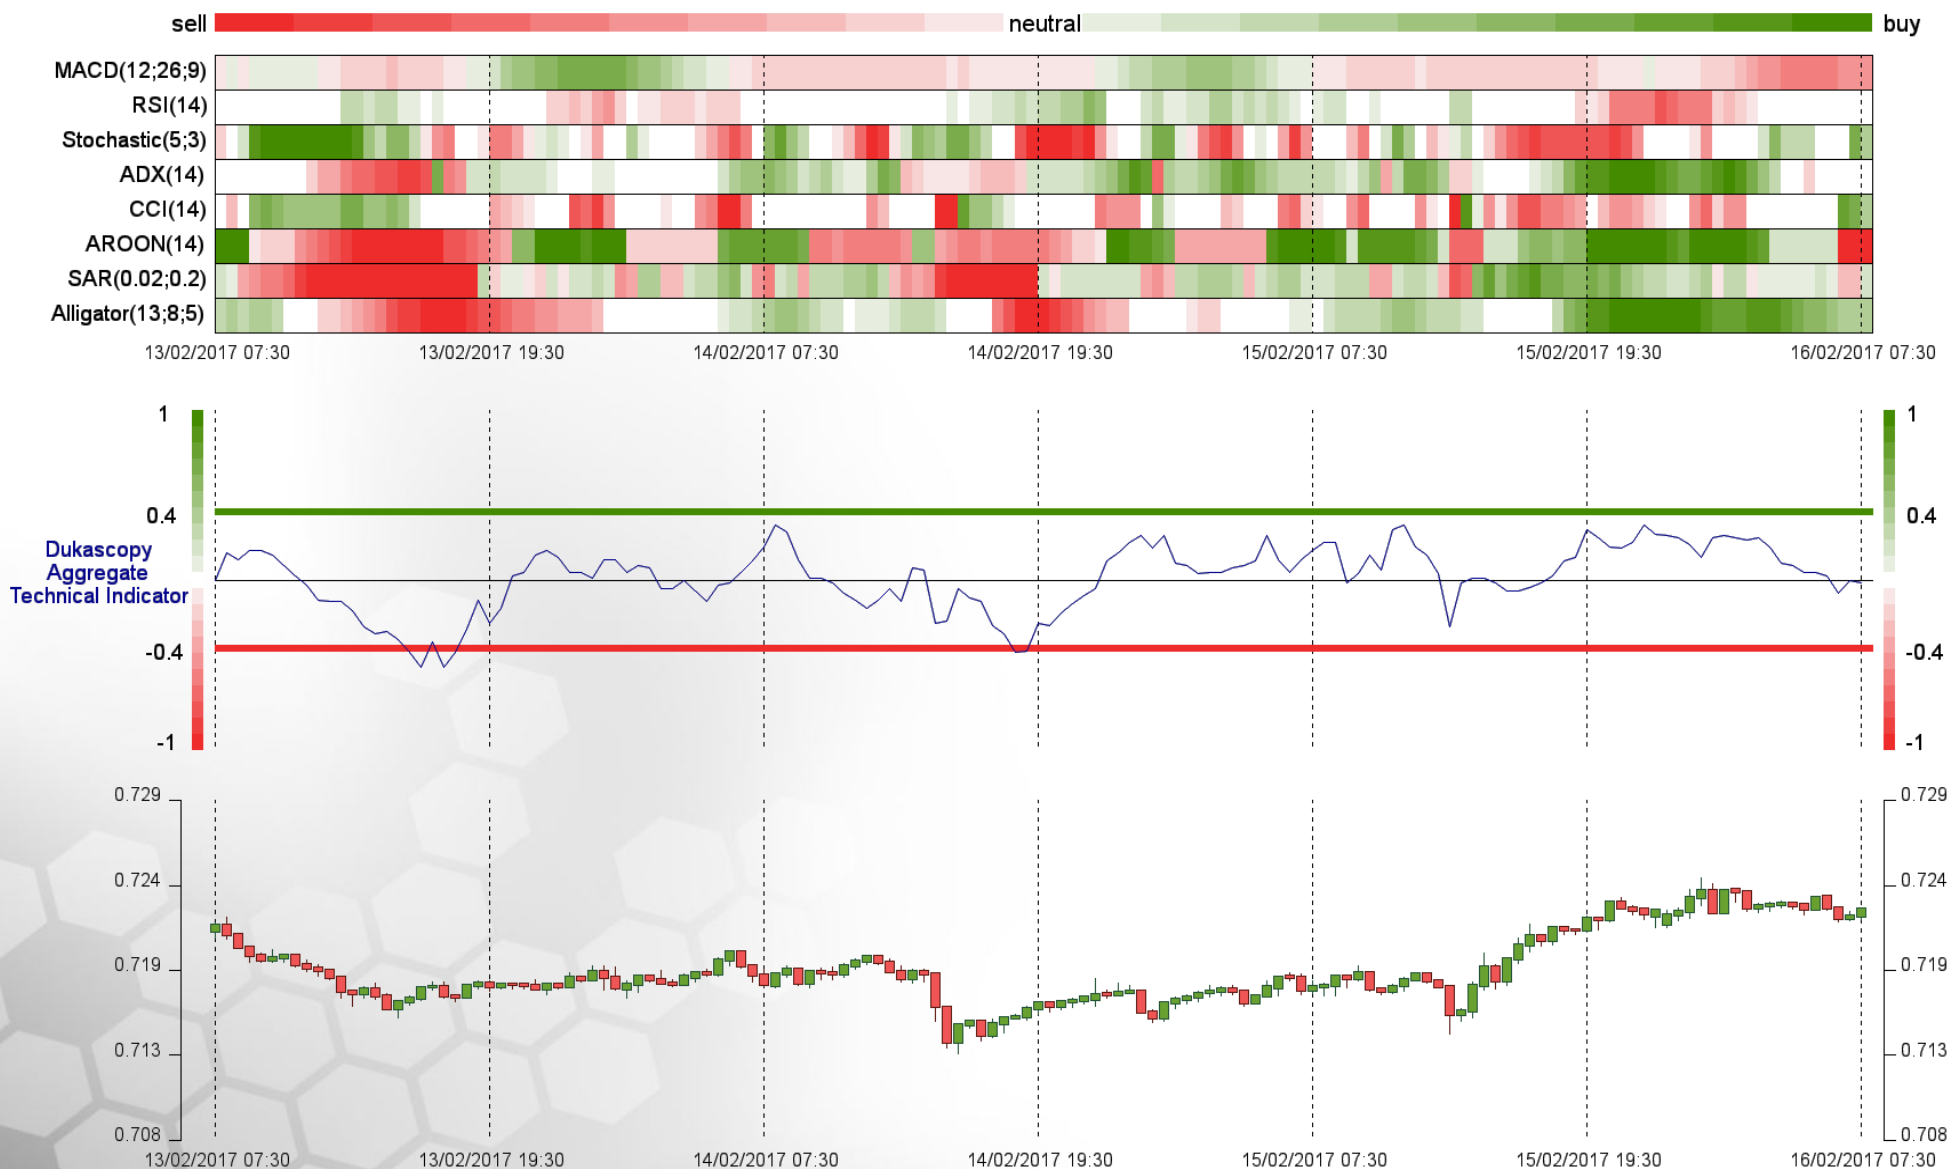 sell neutral buy
MACD(12;26;9)
RSI(14)
Stochastic(5;3)
ADX(14)
CCI(14)
AROON(14)
SAR(0.02;0.2)
Alligator(13;8;5)
13/02/2017 07:30 13/02/2017 19:30 14/02/2017 07:30 14/02/2017 19:30 15/02/2017 07:30 15/02/2017 19:30 16/02/2017 07:30
1 1
0.4 0.4
Dukascopy
Aggregate
Technical Indicator
-0.4 -0.4
-1 -1
0.729 0.729
0.724 0.724
0.719 0.719
0.713 0.713
0.708 0.708
13/02/2017 07:30 13/02/2017 19:30 14/02/2017 07:30 14/02/2017 19:30 15/02/2017 07:30 15/02/2017 19:30 16/02/2017 07:30